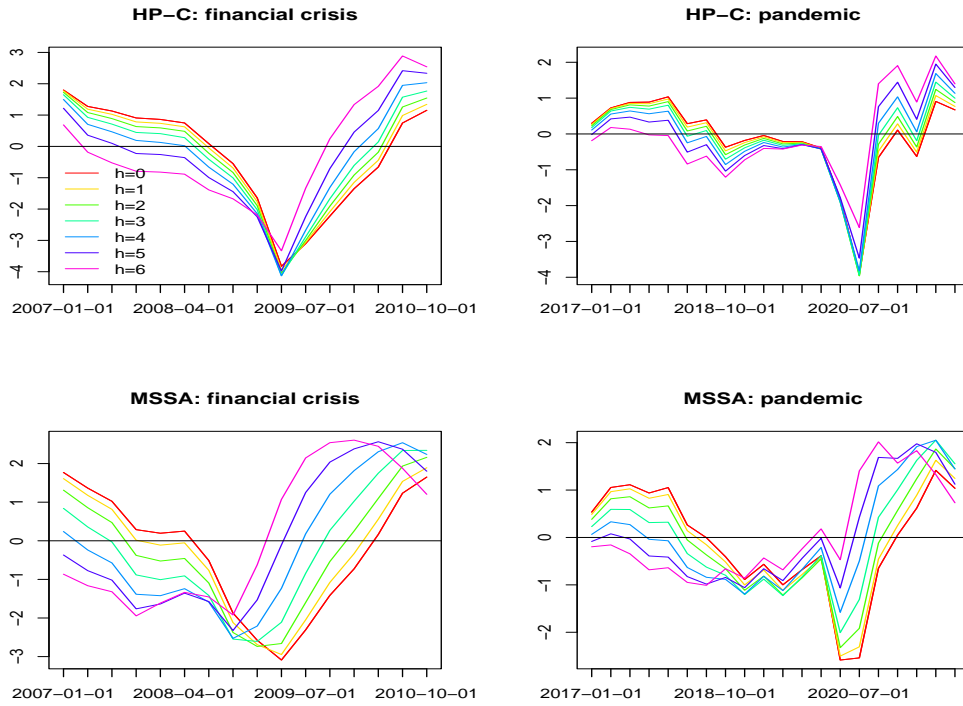 HP−C: financial crisis
3
2
1
0
−1
−2
−3
−4
h=0
h=1
h=2
h=3
h=4
h=5
h=6
2007−01−01 2008−04−01 2009−07−01 2010−10−01
HP−C: pandemic
2
1
0
−1
−2
−3
−4
2017−01−01 2018−10−01 2020−07−01
MSSA: financial crisis
2
1
0
−1
−2
−3
2007−01−01 2008−04−01 2009−07−01 2010−10−01
MSSA: pandemic
2
1
0
−1
−2
2017−01−01 2018−10−01 2020−07−01